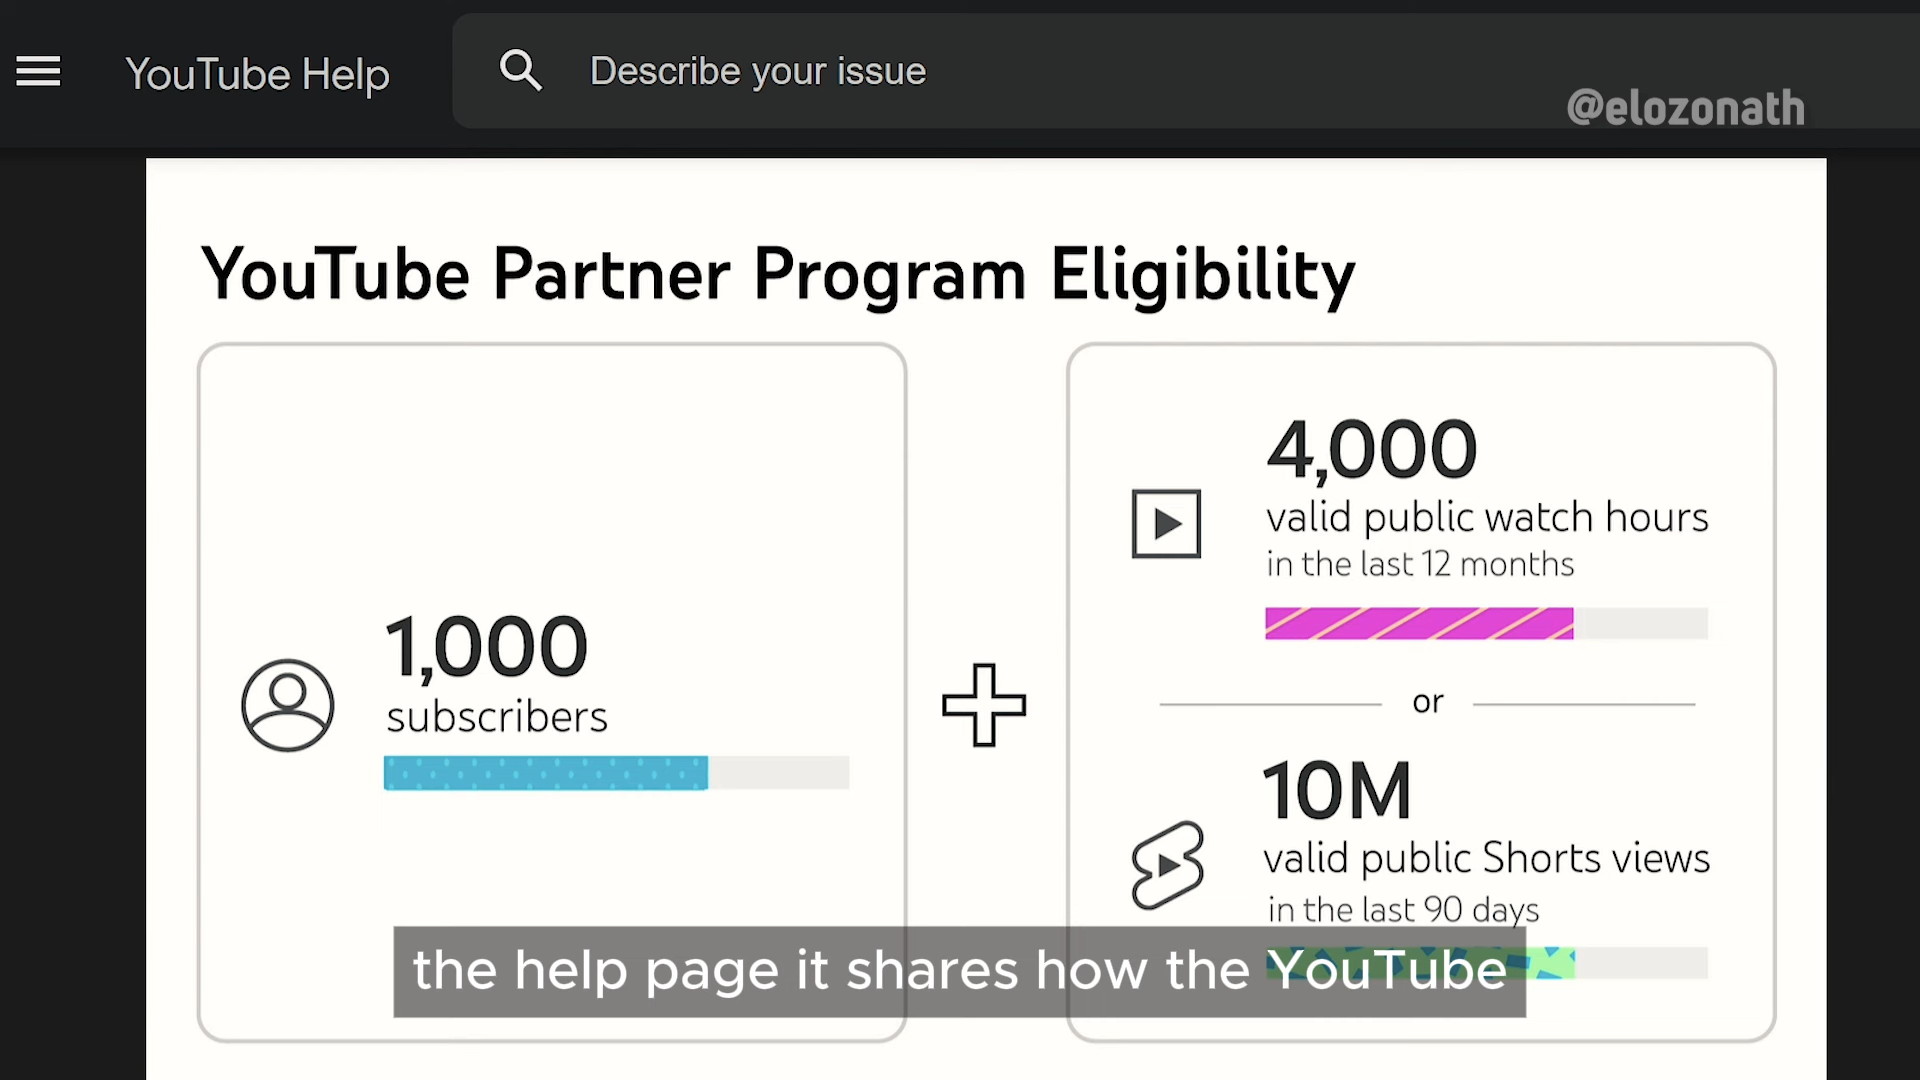 YouTube Help
Describe your issue
@elozonath
YouTube Partner Program Eligibility
1,000
subscribers
4,000
valid public watch hours
in the last 12 months
or
10M
valid public Shorts views
in the last 90 days
the help page it shares how the YouTube